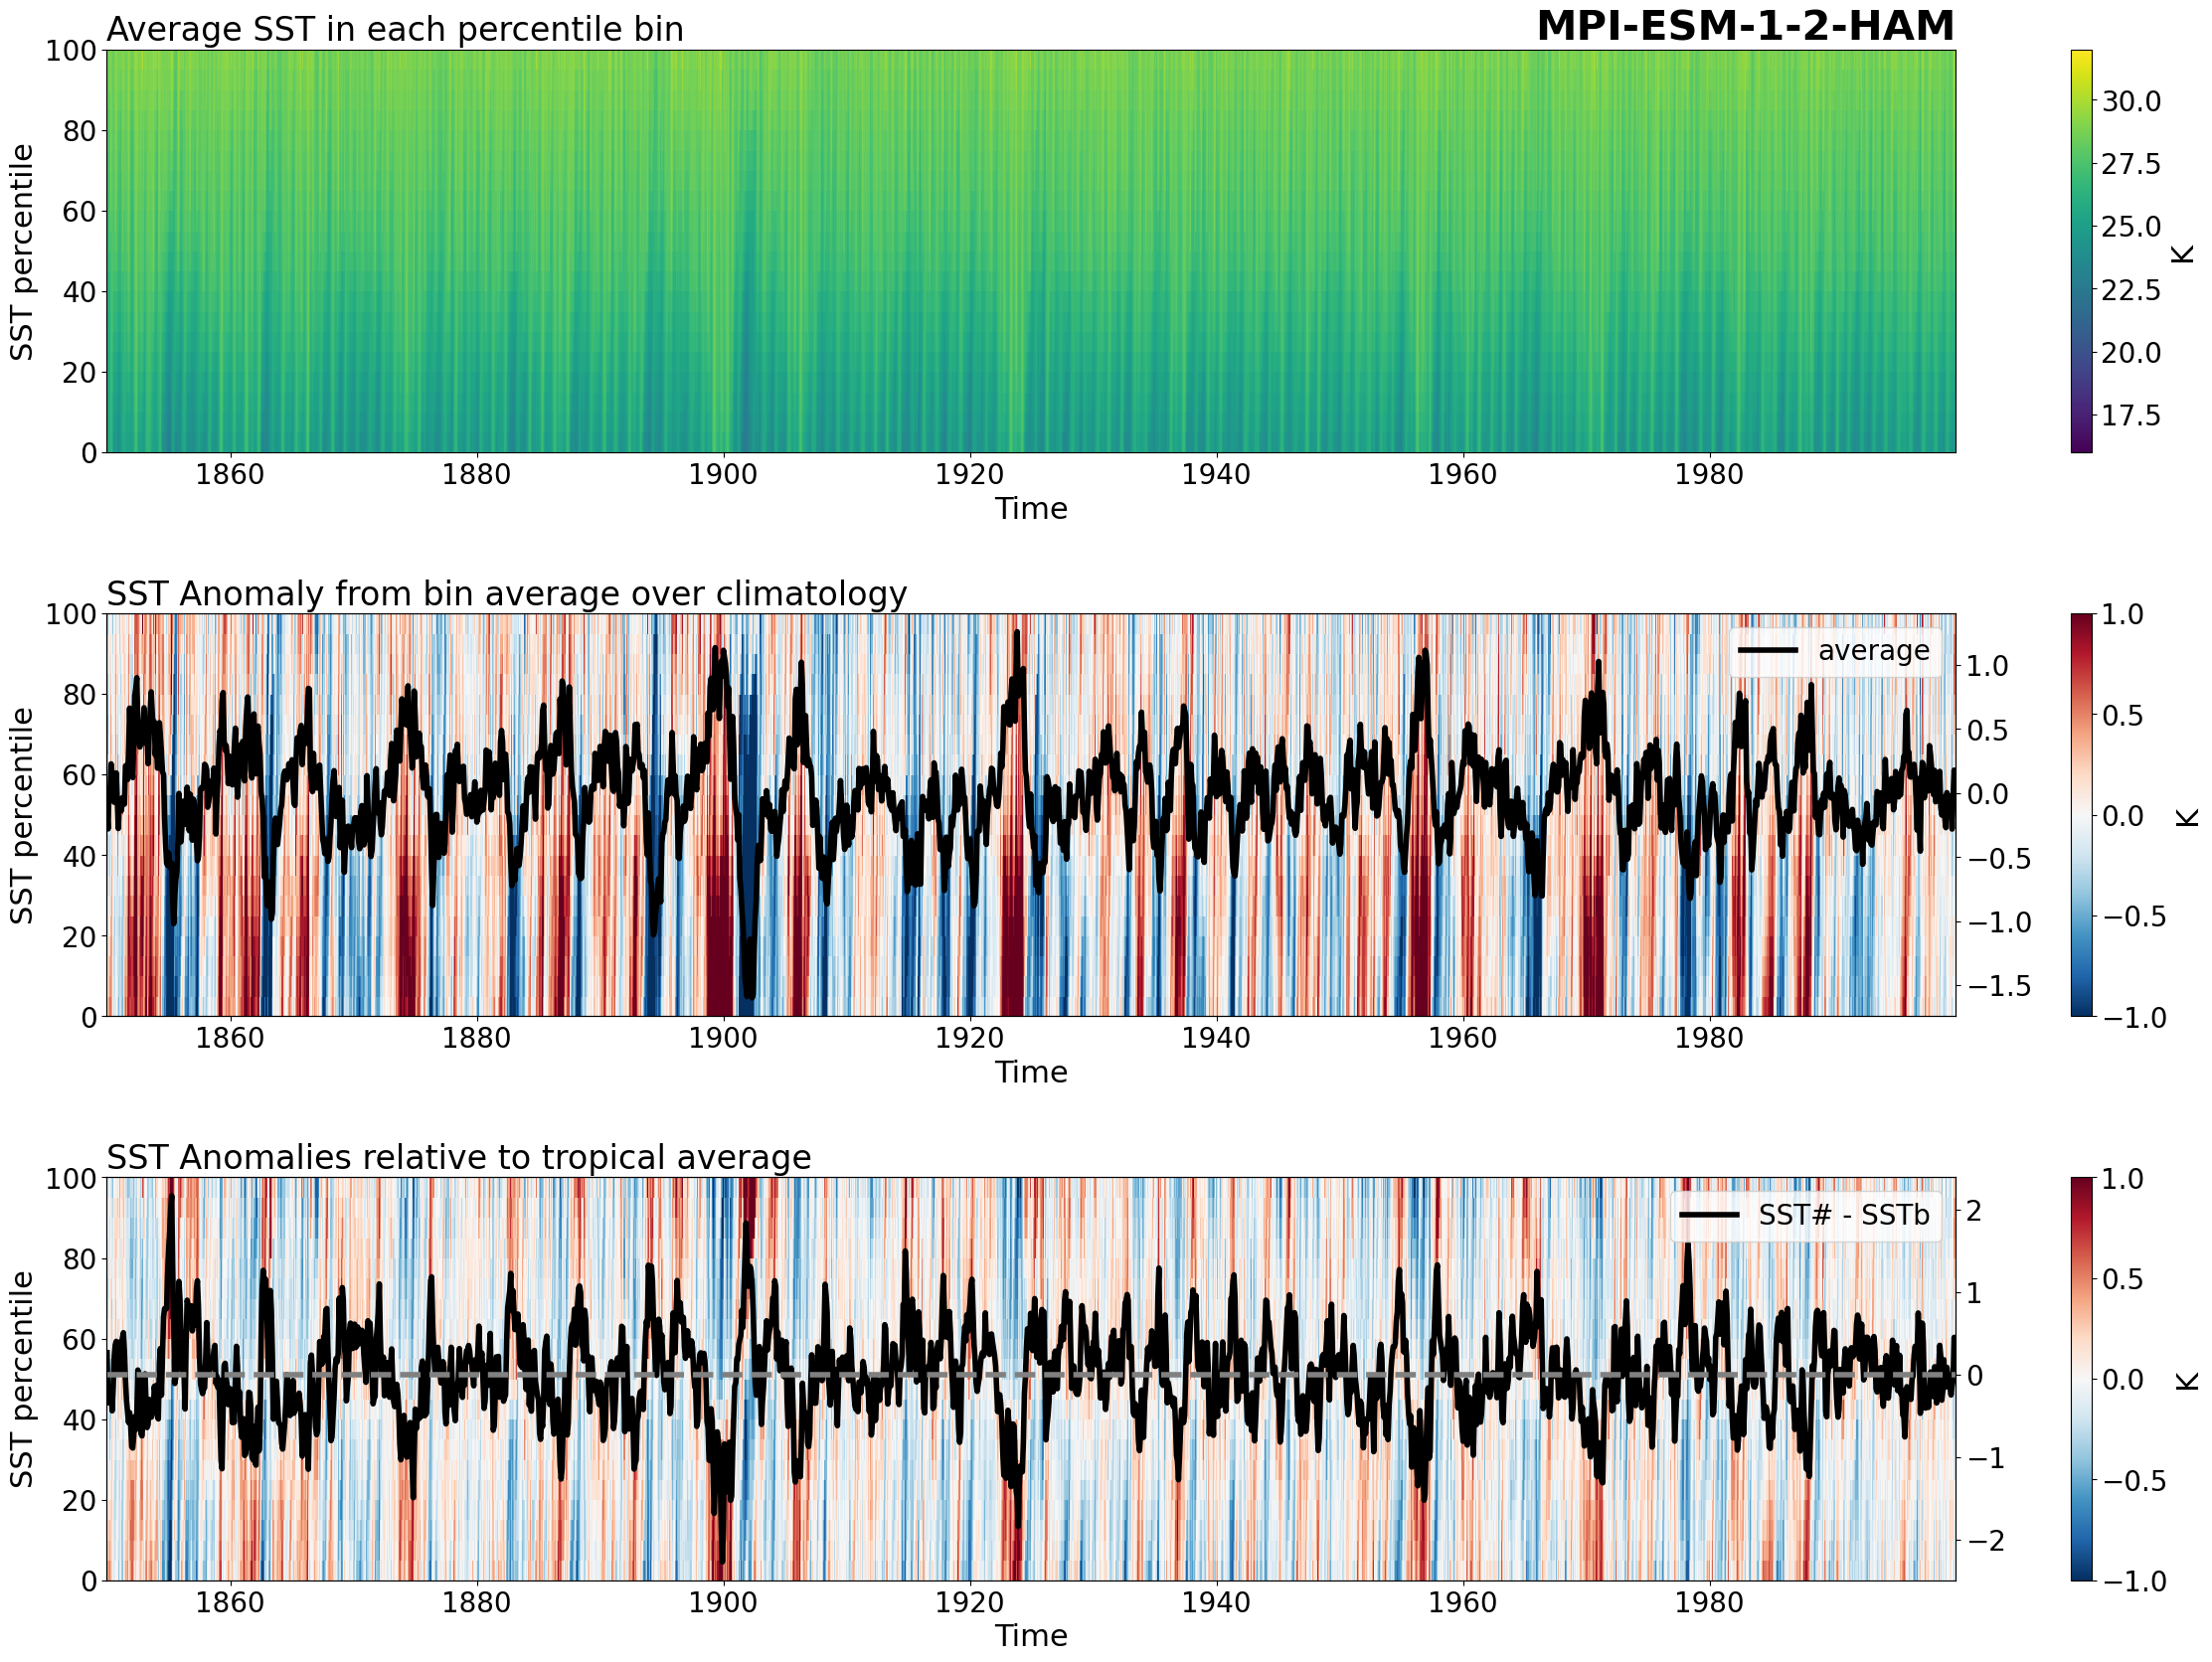 Average SST in each percentile bin
MPI-ESM-1-2-HAM
100
80
60
40
20
0
SST percentile
1860 1880 1900 1920 1940 1960 1980
Time
30.0
27.5
25.0
22.5
20.0
17.5
K
SST Anomaly from bin average over climatology
100
80
60
40
20
0
SST percentile
1860 1880 1900 1920 1940 1960 1980
Time
average
1.0
0.5
0.0
−0.5
−1.0
−1.5
1.0
0.5
0.0
−0.5
−1.0
K
SST Anomalies relative to tropical average
100
80
60
40
20
0
SST percentile
1860 1880 1900 1920 1940 1960 1980
Time
SST# - SSTb
2
1
0
−1
−2
1.0
0.5
0.0
−0.5
−1.0
K